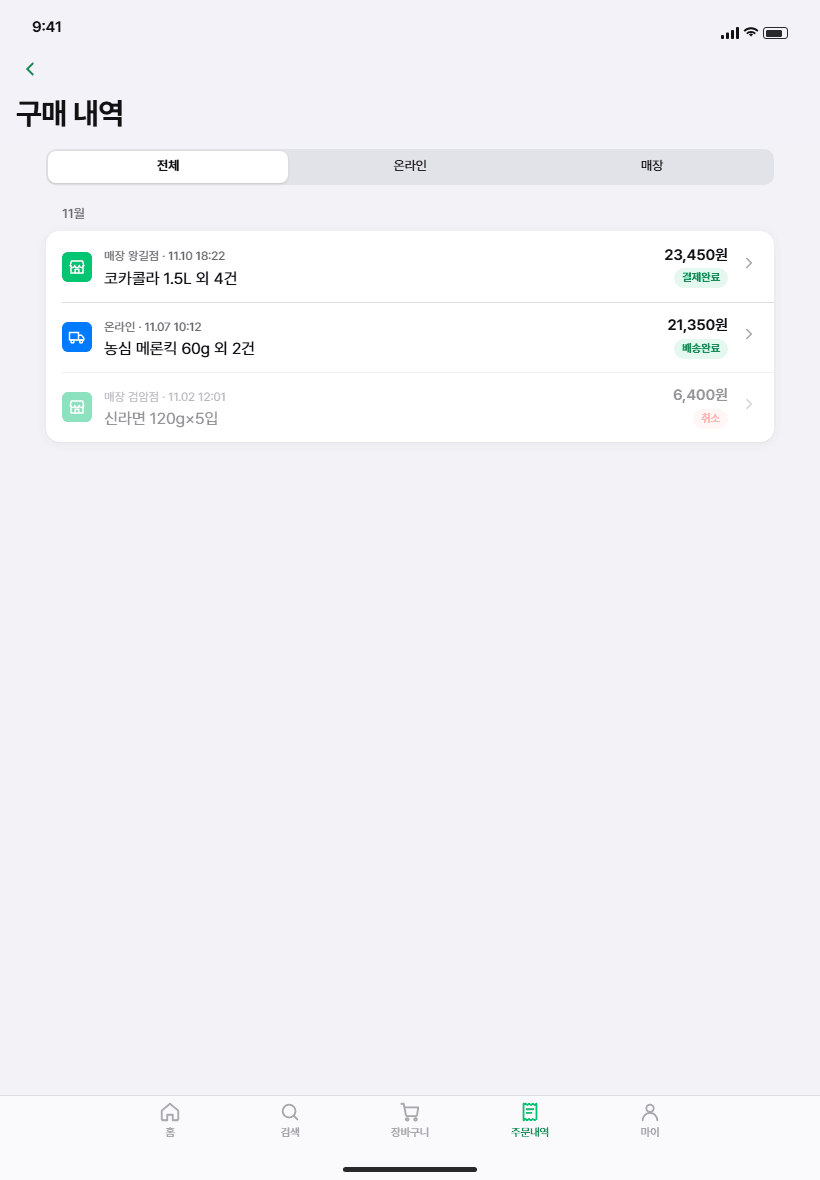 9:41
구매 내역
전체
온라인
매장
11월
매장 왕길점 · 11.10 18:22
코카콜라 1.5L 외 4건
23,450원
결제완료
온라인 · 11.07 10:12
농심 메론킥 60g 외 2건
21,350원
배송완료
매장 검암점 · 11.02 12:01
신라면 120g×5입
6,400원
취소
홈
검색
장바구니
주문내역
마이